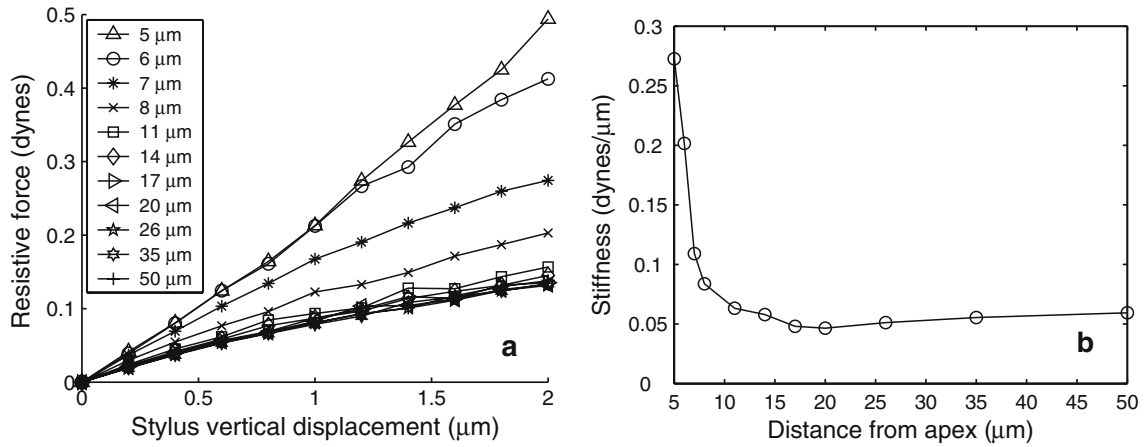 0.5
0.4
0.3
0.2
0.1
0
Resistive force (dynes)
5 μm
6 μm
7 μm
8 μm
11 μm
14 μm
17 μm
20 μm
26 μm
35 μm
50 μm
a
0 0.5 1 1.5 2
Stylus vertical displacement (μm)
0.3
0.25
0.2
0.15
0.1
0.05
0
Stiffness (dynes/μm)
b
5 10 15 20 25 30 35 40 45 50
Distance from apex (μm)